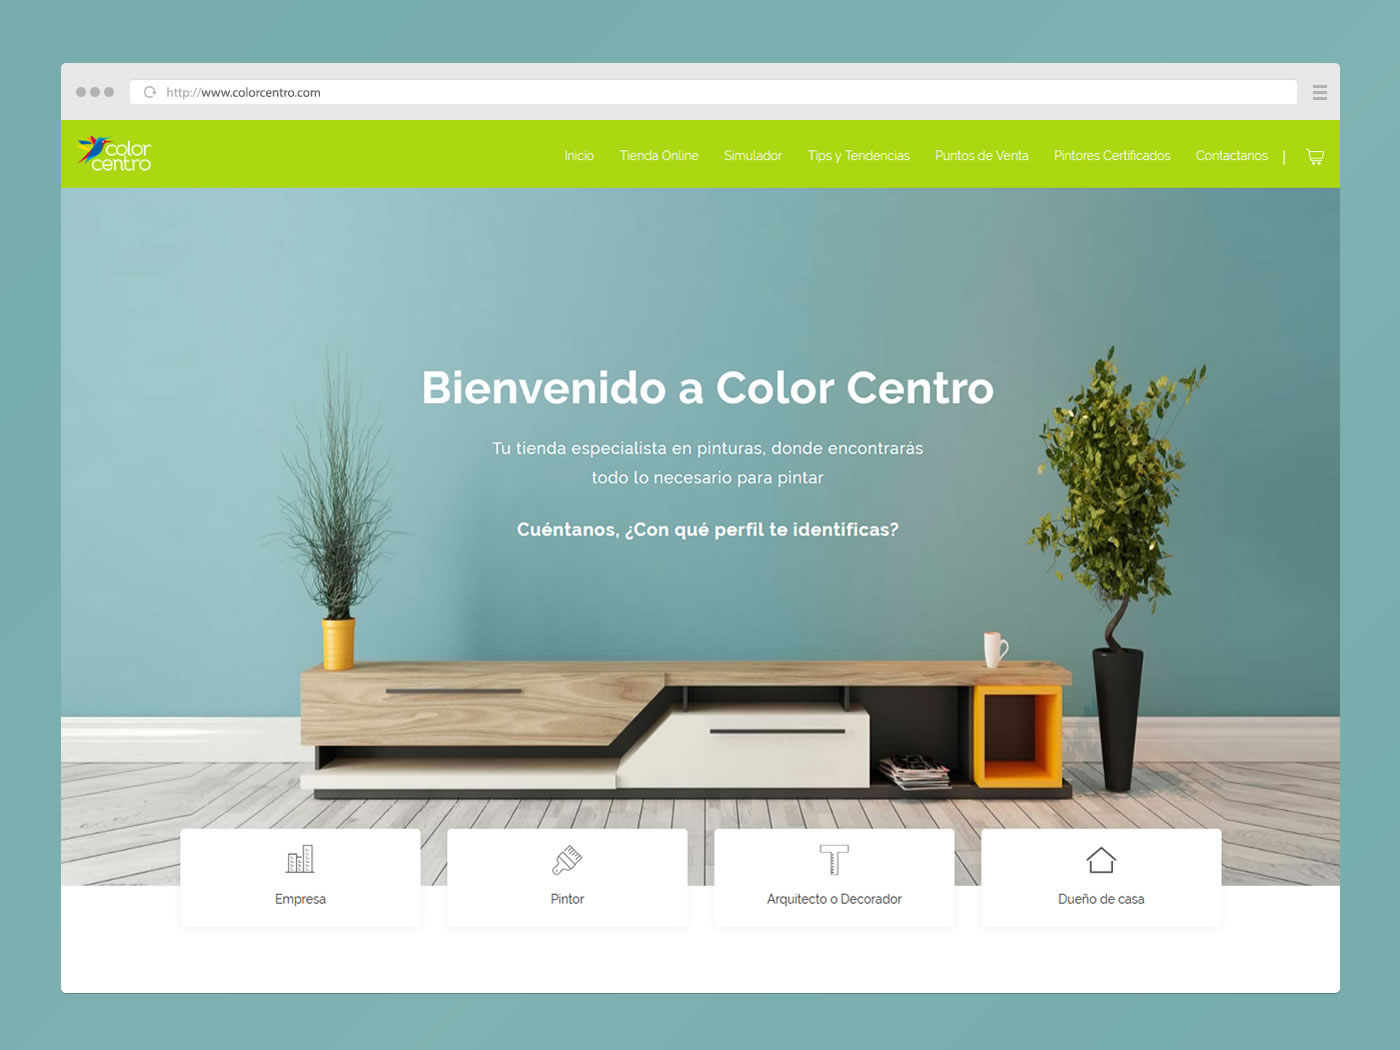 http://www.colorcentro.com
color
centro
Inicio
Tienda Online
Simulador
Tips y Tendencias
Puntos de Venta
Pintores Certificados
Contactanos
|
Bienvenido a Color Centro
Tu tienda especialista en pinturas, donde encontrarás
todo lo necesario para pintar
Cuéntanos, ¿Con qué perfil te identificas?
Empresa
Pintor
Arquitecto o Decorador
Dueño de casa